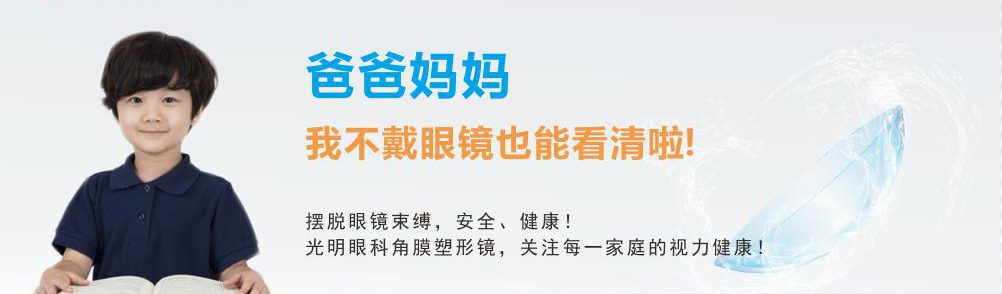 爸爸妈妈
我不戴眼镜也能看清啦!
摆脱眼镜束缚，安全、健康！
光明眼科角膜塑形镜，关注每一家庭的视力健康！